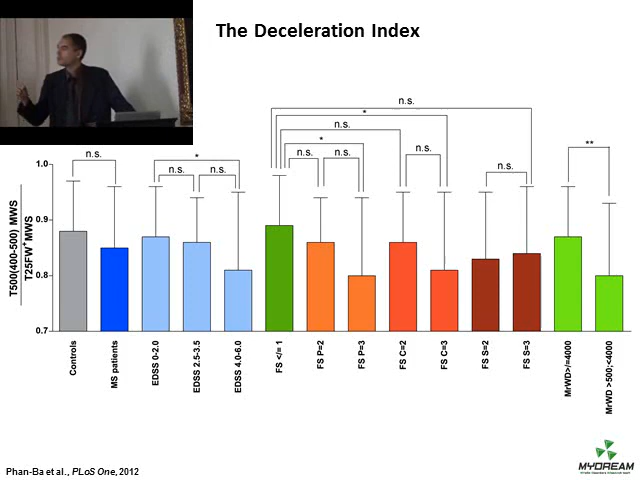 The Deceleration Index
n.s.
*
n.s.
*
n.s.
n.s.
n.s.
*
n.s.
n.s.
n.s.
n.s.
n.s.
**
T500(400-500) MWS
T25FW+MWS
1.0
0.9
0.8
0.7
Controls
MS patients
EDSS 0-2.0
EDSS 2.5-3.5
EDSS 4.0-6.0
FS </= 1
FS P=2
FS P=3
FS C=2
FS C=3
FS S=2
FS S=3
MrWD>/=4000
MrWD >500;<4000
Phan-Ba et al., PLoS One, 2012
MYDREAM